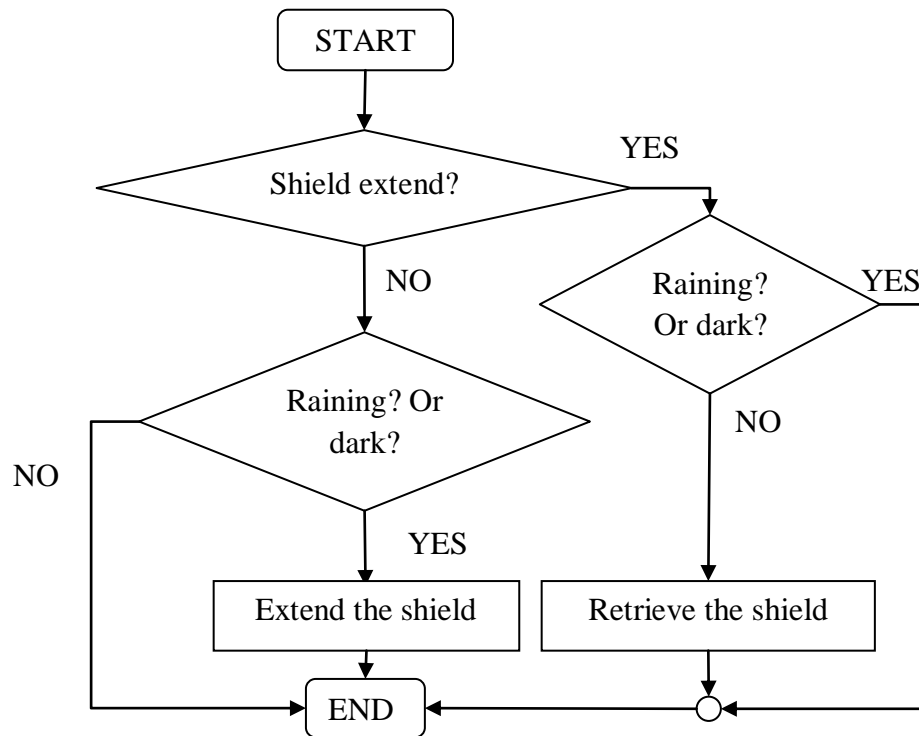 START
YES
Shield extend?
NO
Raining?
Or dark?
YES
NO
Raining? Or
dark?
NO
YES
Extend the shield
Retrieve the shield
END